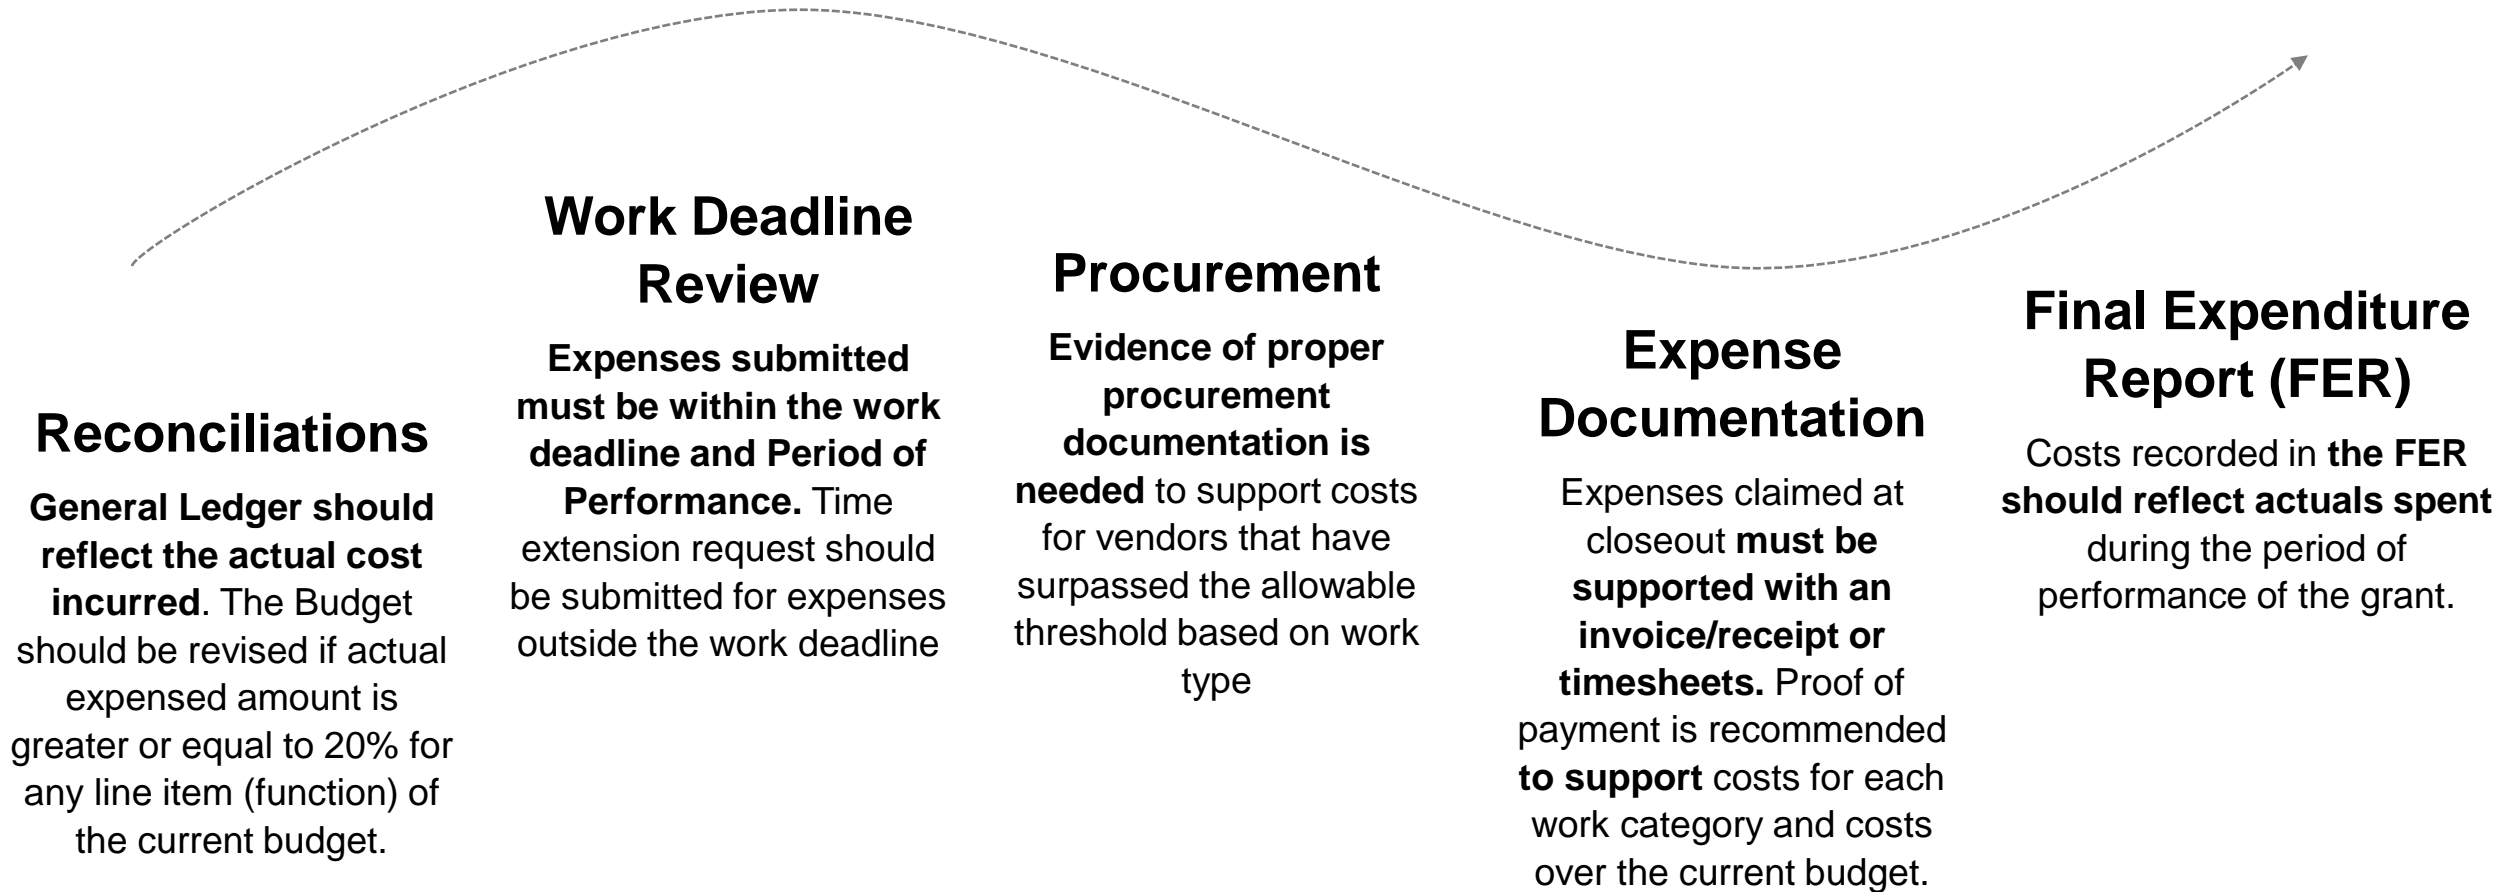 Reconciliations
General Ledger should
reflect the actual cost
incurred. The Budget
should be revised if actual
expensed amount is
greater or equal to 20% for
any line item (function) of
the current budget.
Work Deadline
Review
Expenses submitted
must be within the work
deadline and Period of
Performance. Time
extension request should
be submitted for expenses
outside the work deadline
Procurement
Evidence of proper
procurement
documentation is
needed to support costs
for vendors that have
surpassed the allowable
threshold based on work
type
Expense
Documentation
Expenses claimed at
closeout must be
supported with an
invoice/receipt or
timesheets. Proof of
payment is recommended
to support costs for each
work category and costs
over the current budget.
Final Expenditure
Report (FER)
Costs recorded in the FER
should reflect actuals spent
during the period of
performance of the grant.